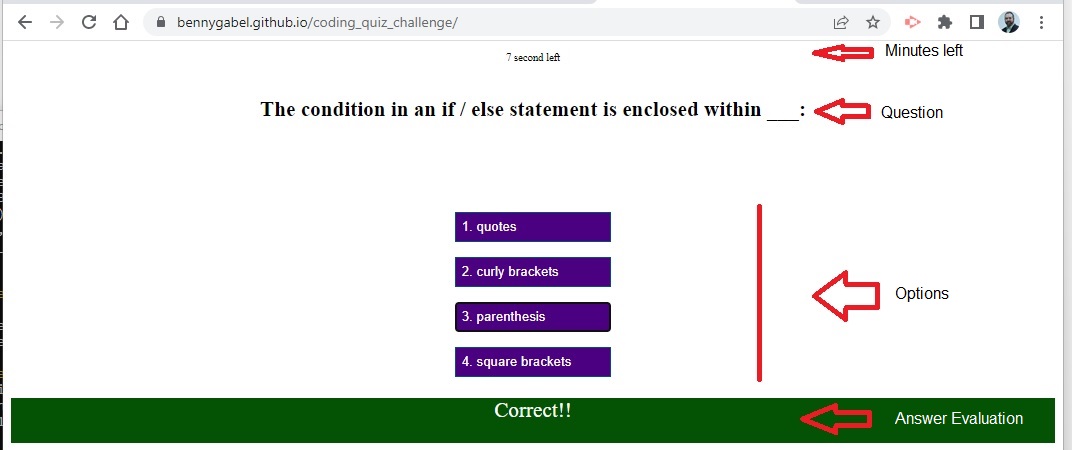 bennygabel.github.io/coding_quiz_challenge/
7 second left
Minutes left
The condition in an if / else statement is enclosed within ___:
Question
1. quotes
2. curly brackets
3. parenthesis
4. square brackets
Options
Correct!!
Answer Evaluation